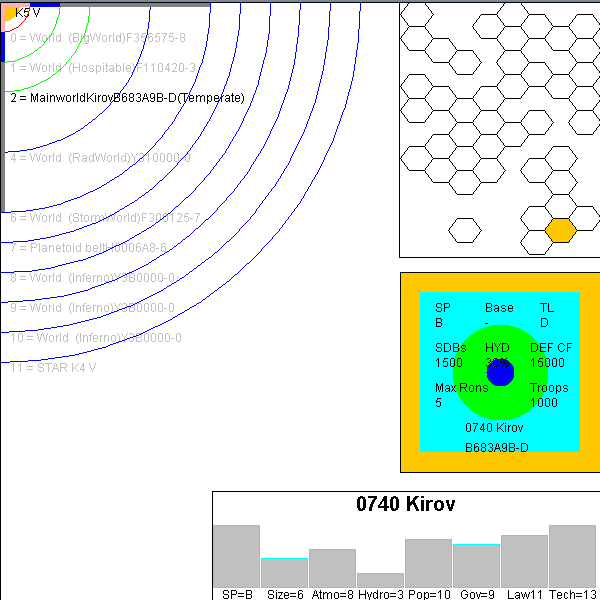 K5 V
0 = World (BigWorld)F356575-8
1 = World (Hospitable)F110420-3
2 = MainworldKirovB683A9B-D(Temperate)
4 = World (RadWorld)Y310000-0
6 = World (StormWorld)F300125-7
7 = Planetoid beltH0006A8-6
8 = World (Inferno)Y3B0000-0
9 = World (Inferno)Y3B0000-0
10 = World (Inferno)Y3B0000-0
11 = STAR K4 V
SP Base TL
B - D
SDBs HYD DEF CF
1500 30% 15000
Max Rons Troops
5 1000
0740 Kirov
B683A9B-D
0740 Kirov
SP=B Size=6 Atmo=8 Hydro=3 Pop=10 Gov=9 Law11 Tech=13